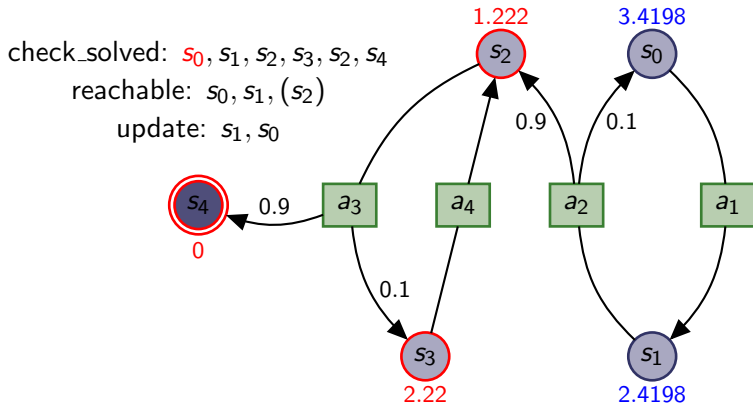 1.222
3.4198
check_solved: s₀, s₁, s₂, s₃, s₂, s₄
s₂
s₀
reachable: s₀, s₁, (s₂)
update: s₁, s₀
0.9
0.1
s₄
0.9
a₃
a₄
a₂
a₁
0
0.1
s₃
s₁
2.22
2.4198